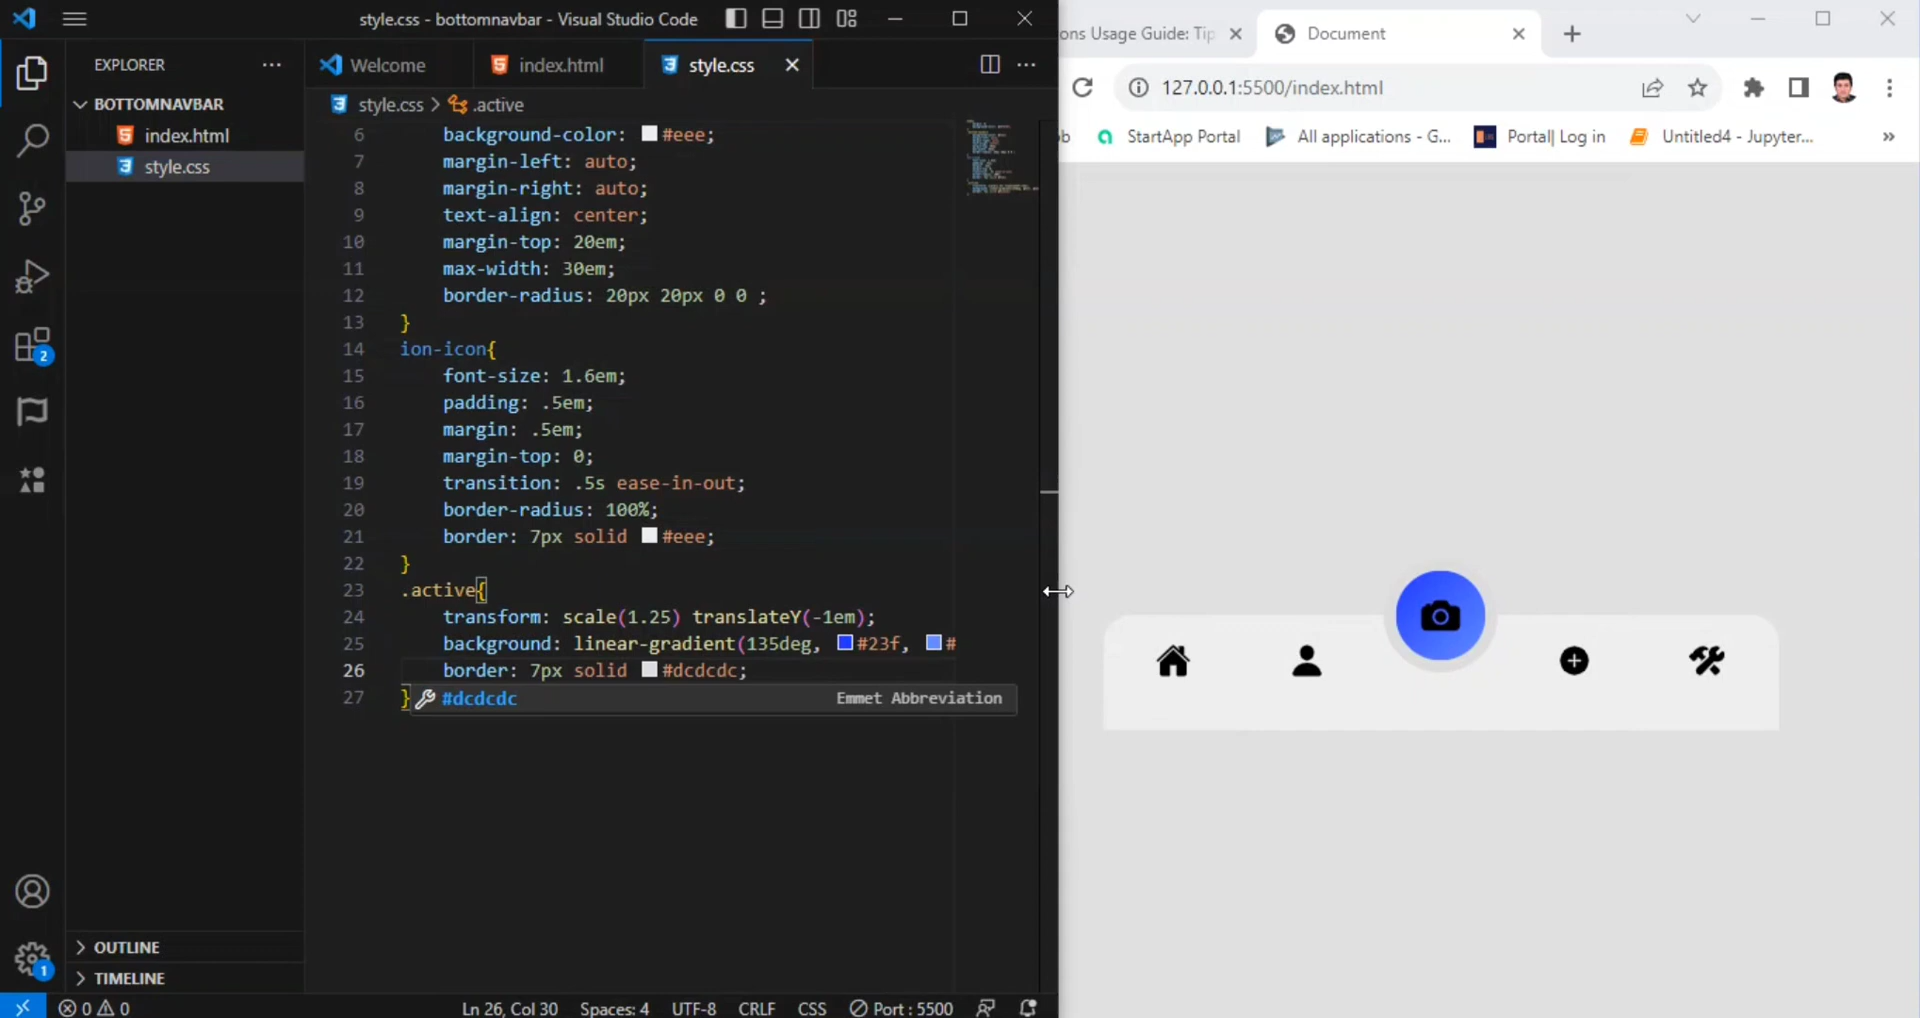 style.css - bottomnavbar - Visual Studio Code
EXPLORER
BOTTOMNAVBAR
index.html
style.css
Welcome
index.html
style.css
style.css > .active
6 background-color: #eee;
7 margin-left: auto;
8 margin-right: auto;
9 text-align: center;
10 margin-top: 20em;
11 max-width: 30em;
12 border-radius: 20px 20px 0 0 ;
13 }
14 ion-icon{
15 font-size: 1.6em;
16 padding: .5em;
17 margin: .5em;
18 margin-top: 0;
19 transition: .5s ease-in-out;
20 border-radius: 100%;
21 border: 7px solid #eee;
22 }
23 .active{
24 transform: scale(1.25) translateY(-1em);
25 background: linear-gradient(135deg, #23f, #
26 border: 7px solid #dcdcdc;
27 }
#dcdcdc Emmet Abbreviation
2
OUTLINE
TIMELINE
1
0 0
Ln 26, Col 30
Spaces: 4
UTF-8
CRLF
CSS
Port : 5500
ons Usage Guide: Tip
Document
127.0.0.1:5500/index.html
StartApp Portal
All applications - G...
Portal| Log in
Untitled4 - Jupyter...
»